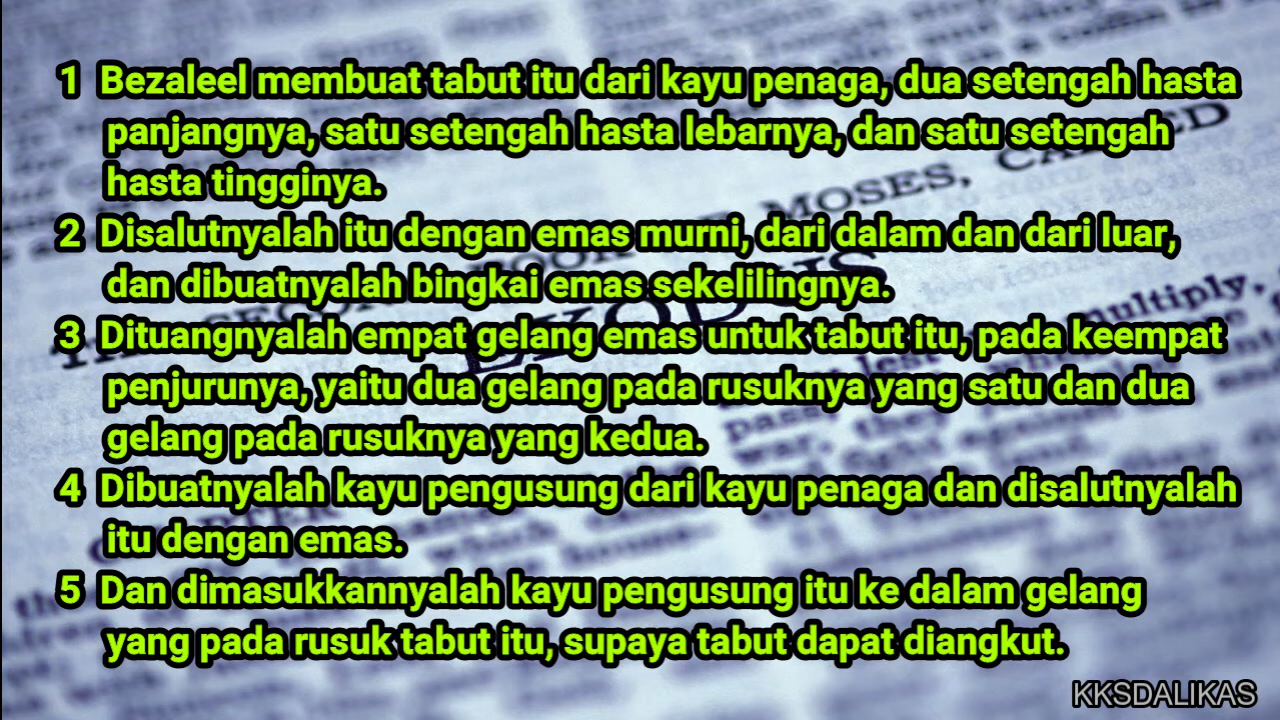 1 Bezaleel membuat tabut itu dari kayu penaga, dua setengah hasta
panjangnya, satu setengah hasta lebarnya, dan satu setengah
hasta tingginya.
2 Disalutnyalah itu dengan emas murni, dari dalam dan dari luar,
dan dibuatnyalah bingkai emas sekelilingnya.
3 Dituangnyalah empat gelang emas untuk tabut itu, pada keempat
penjurunya, yaitu dua gelang pada rusuknya yang satu dan dua
gelang pada rusuknya yang kedua.
4 Dibuatnyalah kayu pengusung dari kayu penaga dan disalutnyalah
itu dengan emas.
5 Dan dimasukkannyalah kayu pengusung itu ke dalam gelang
yang pada rusuk tabut itu, supaya tabut dapat diangkut.
MOSES, CALLED
EXODUS
multiply,
KKSDALIKAS